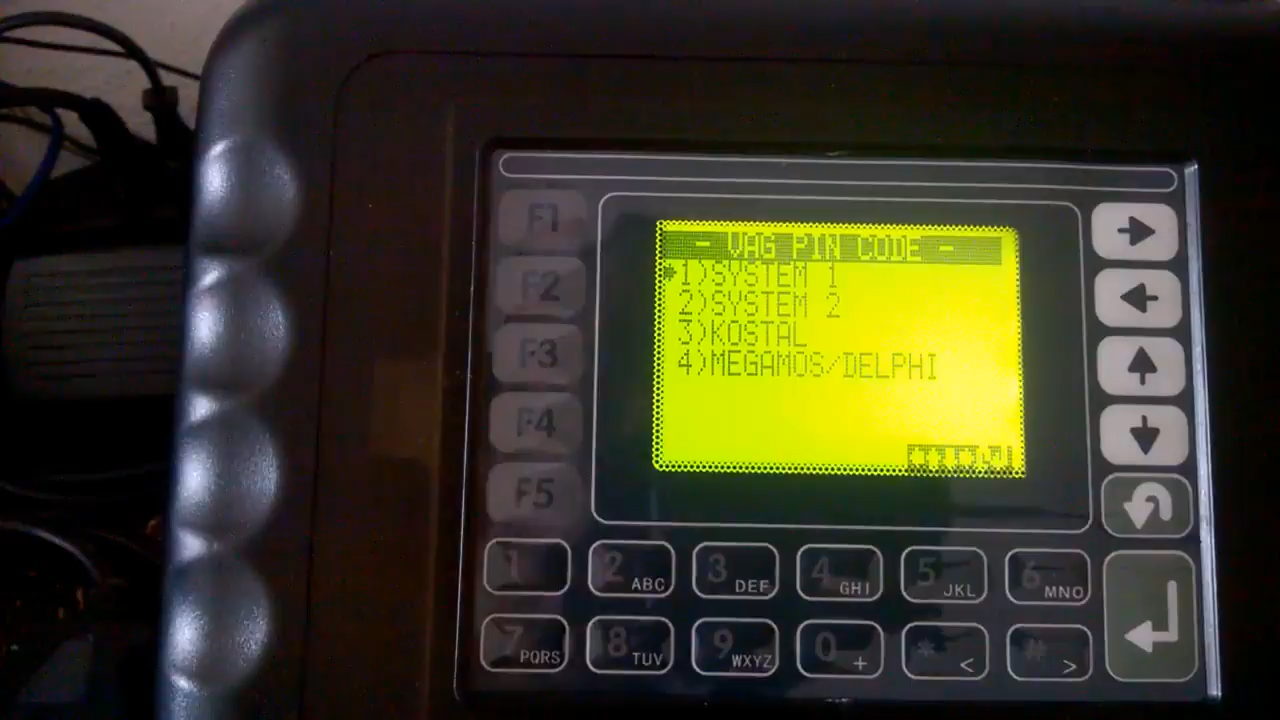 - WAG PIN CODE -
1)SYSTEM 1
2)SYSTEM 2
3)KOSTAL
4)MEGAMOS/DELPHI
F1
F2
F3
F4
F5
1
2 ABC
3 DEF
4 GHI
5 JKL
6 MNO
7 PQRS
8 TUV
9 WXYZ
0 +
* <
# >